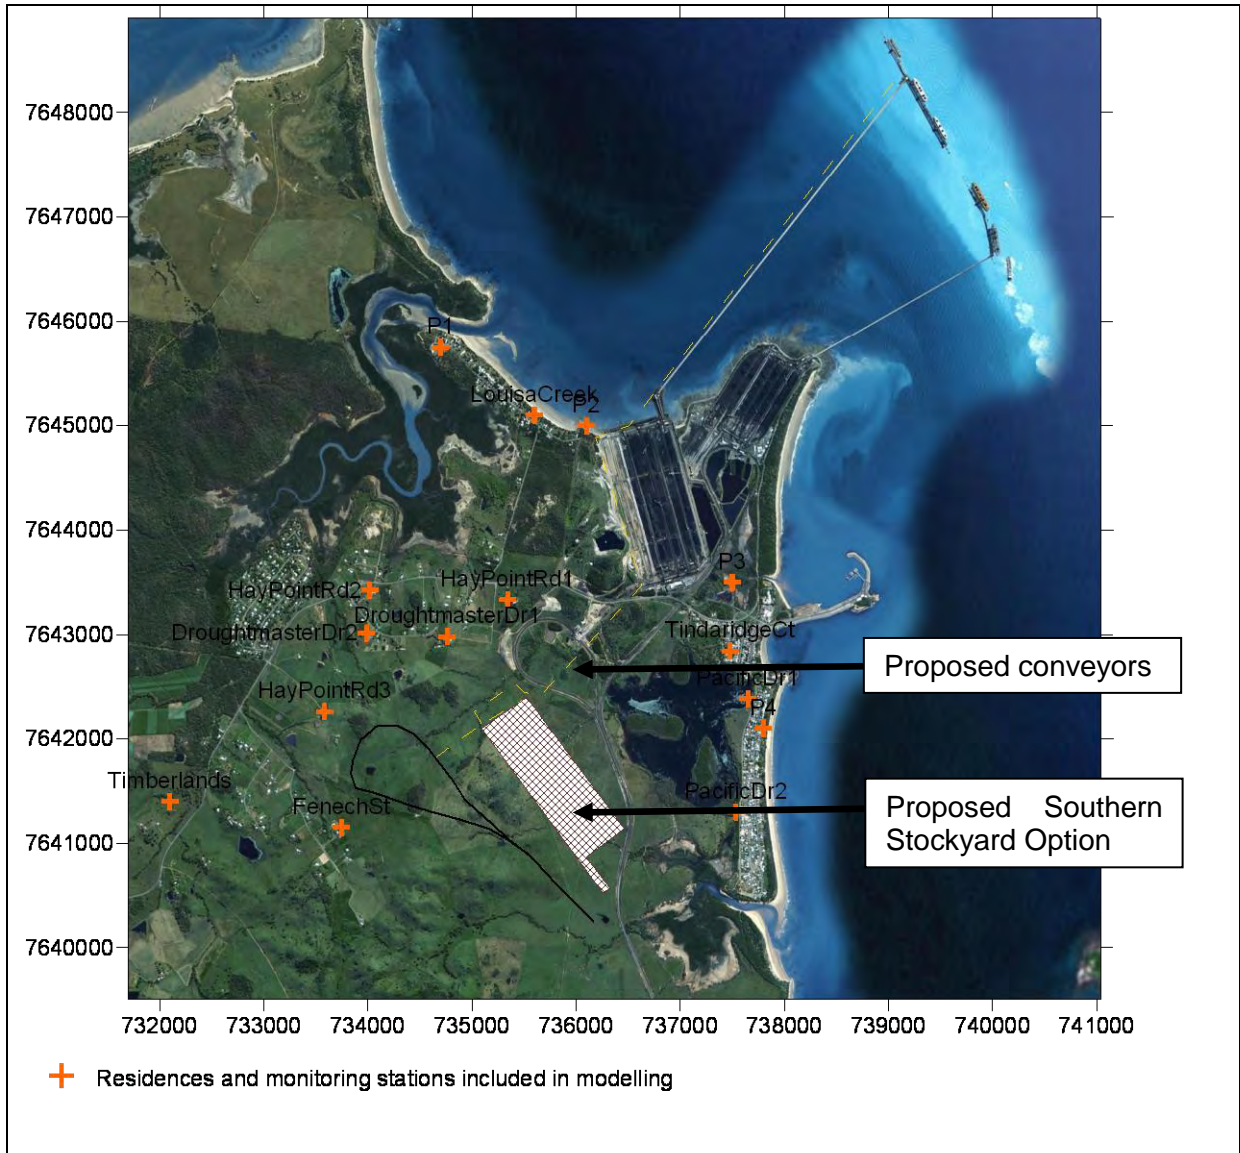 7648000
7647000
7646000
P1
LouisaCreek
P2
7645000
7644000
P3
HayPointRd1
HayPointRd2
DroughtmasterDr1
7643000
DroughtmasterDr2
TindaridgeCt
Proposed conveyors
PacificDr1
HayPointRd3
P4
7642000
Timberlands
PacificDr2
FenechSt
Proposed Southern
Stockyard Option
7641000
7640000
732000 733000 734000 735000 736000 737000 738000 739000 740000 741000
Residences and monitoring stations included in modelling